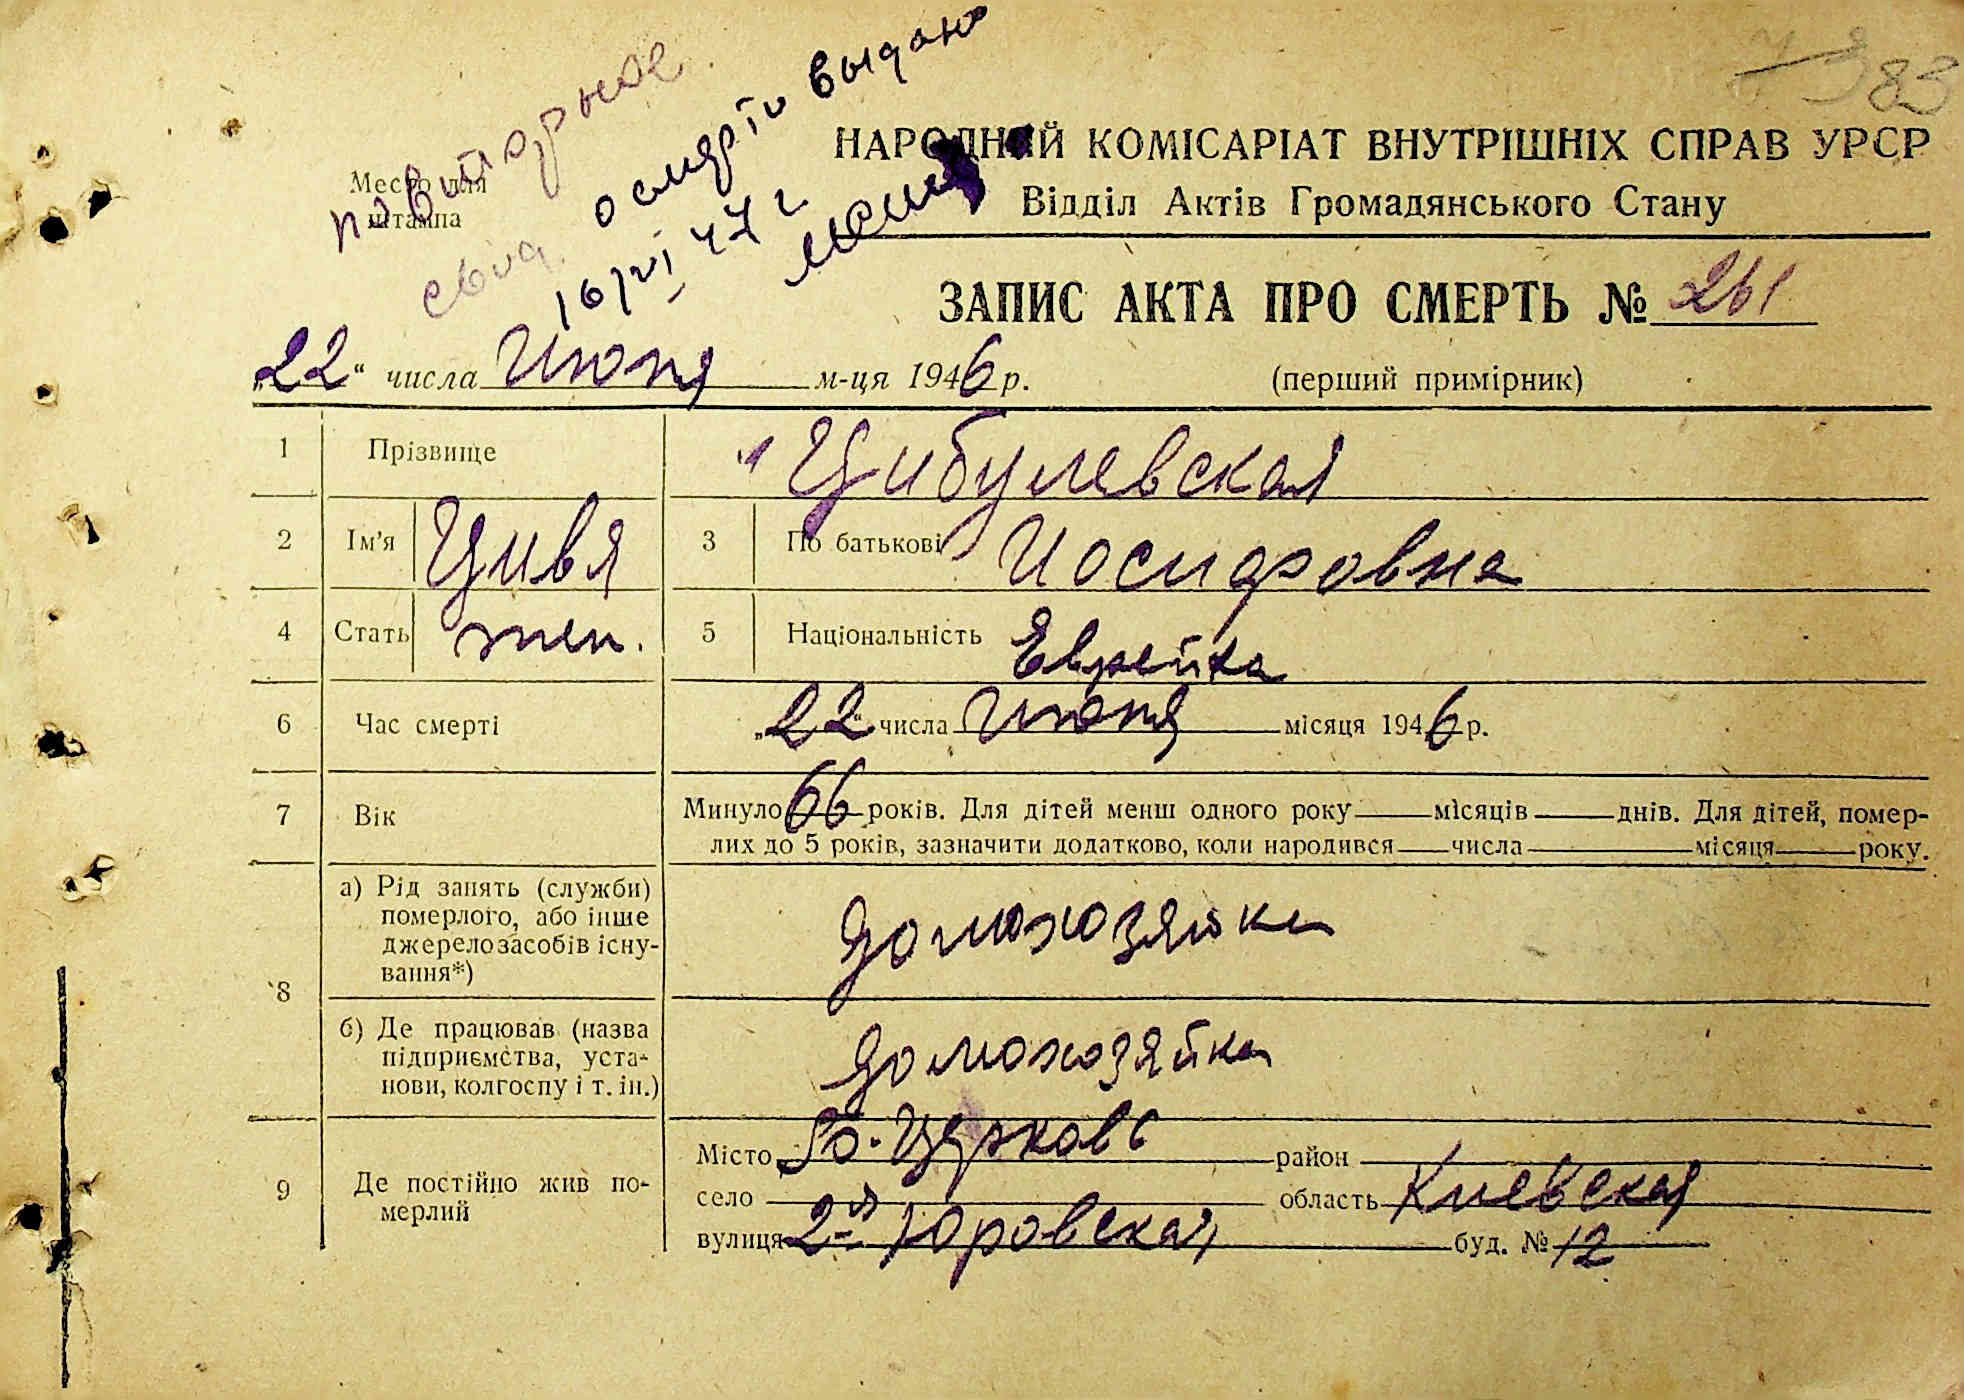 83
повторное
свид. о смерти выдано
16/VI 47 г
Место для
штампа
НАРОДНИЙ КОМІСАРІАТ ВНУТРІШНІХ СПРАВ УРСР
Відділ Актів Громадянського Стану
ЗАПИС АКТА ПРО СМЕРТЬ № 261
„22“ числа Июня м-ця 1946 р. (перший примірник)
1 Прізвище Цибулевская
2 Ім'я Цивя 3 По батькові Иосифовна
4 Стать жен. 5 Національність Еврейка
6 Час смерті „22“ числа Июня місяця 1946 р.
7 Вік Минуло 66 років. Для дітей менш одного року місяців днів. Для дітей, помер-
лих до 5 років, зазначити додатково, коли народився числа місяця року.
8 а) Рід занять (служби)
померлого, або інше
джерело засобів існу-
вання*) домохозяйка
б) Де працював (назва
підприємства, уста-
нови, колгоспу і т. ін.) домохозяйка
9 Де постійно жив по-
мерлий
Місто Б-Церковь район
село область Киевская
вулиця 2-я Юровская буд. № 12